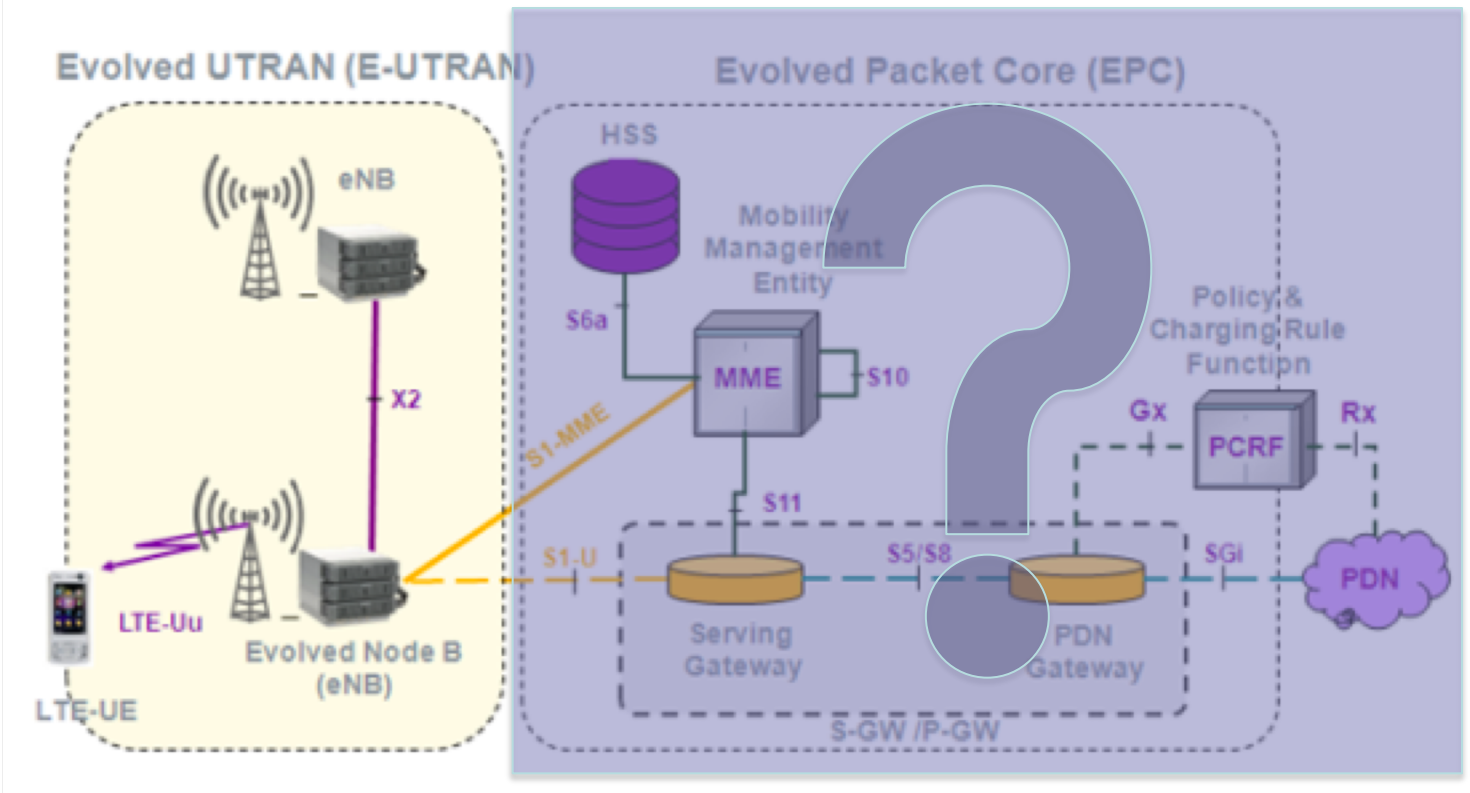 Evolved UTRAN (E-UTRAN)
Evolved Packet Core (EPC)
HSS
eNB
Mobility
Management
Entity
S6a
Policy &
Charging Rule
Function
MME
S10
X2
Gx
Rx
S1-MME
PCRF
S11
S1-U
S5/S8
SGi
PDN
LTE-Uu
Evolved Node B
(eNB)
Serving
Gateway
PDN
Gateway
LTE-UE
S-GW /P-GW